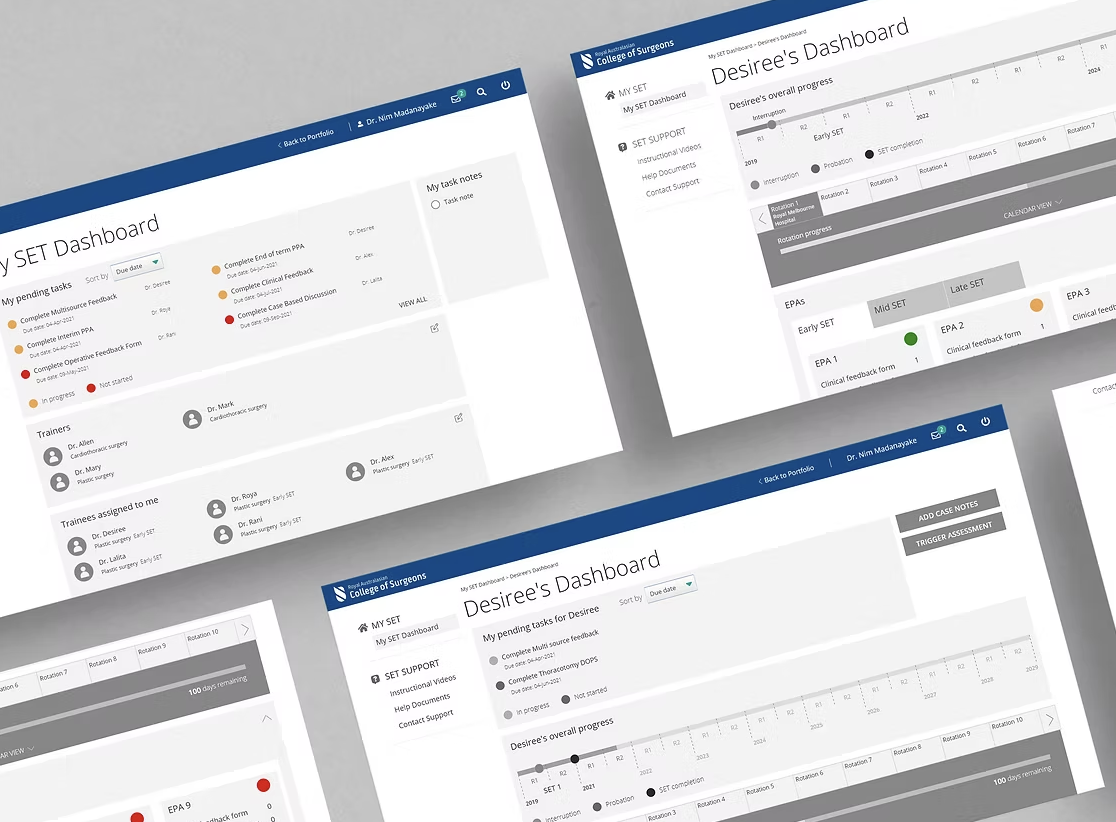 Back to Portfolio
Dr. Nim Madanayake
2
My SET Dashboard
My pending tasks
Sort by
Due date
Complete Multisource Feedback
Due date: 04-Apr-2021
Dr. Desiree
Complete Interim PPA
Due date: 04-Apr-2021
Dr. Roya
Complete Operative Feedback Form
Due date: 09-May-2021
Dr. Rani
Complete End of term PPA
Due date: 04-Jun-2021
Dr. Desiree
Complete Clinical Feedback
Due date: 04-Jul-2021
Dr. Alex
Complete Case Based Discussion
Due date: 09-Sep-2021
Dr. Lalita
VIEW ALL
In progress
Not started
My task notes
Task note
Trainers
Dr. Allen
Cardiothoracic surgery
Dr. Mary
Plastic surgery
Dr. Mark
Cardiothoracic surgery
Trainees assigned to me
Dr. Desiree
Plastic surgery Early SET
Dr. Lalita
Plastic surgery Early SET
Dr. Roya
Plastic surgery Early SET
Dr. Rani
Plastic surgery Early SET
Dr. Alex
Plastic surgery Early SET
Royal Australasian
College of Surgeons
MY SET
My SET Dashboard
SET SUPPORT
Instructional Videos
Help Documents
Contact Support
My SET Dashboard > Desiree's Dashboard
Desiree's Dashboard
Desiree's overall progress
Interruption
R1
R2
R1
R2
R1
R2
R1
R2
R1
2019
Early SET
2022
2024
Interruption
Probation
SET completion
Rotation 1
Royal Melbourne
Hospital
Rotation 2
Rotation 3
Rotation 4
Rotation 5
Rotation 6
Rotation 7
Rotation progress
CALENDAR VIEW
EPAs
Early SET
Mid SET
Late SET
EPA 1
Clinical feedback form
1
EPA 2
Clinical feedback form
1
EPA 3
Clinical feedb
Contac
ation 6
Rotation 7
Rotation 8
Rotation 9
Rotation 10
100 days remaining
AR VIEW
EPA 9
feedback form
0
0
Back to Portfolio
Dr. Nim Madanayake
2
Royal Australasian
College of Surgeons
MY SET
My SET Dashboard
SET SUPPORT
Instructional Videos
Help Documents
Contact Support
My SET Dashboard > Desiree's Dashboard
Desiree's Dashboard
ADD CASE NOTES
TRIGGER ASSESSMENT
My pending tasks for Desiree
Sort by
Due date
Complete Multi source feedback
Due date: 04-Apr-2021
Complete Thoracotomy DOPS
Due date: 04-Jun-2021
In progress
Not started
Desiree's overall progress
R1
R2
R1
R2
R1
R2
R1
R2
R1
R2
R1
R2
R1
R2
R1
R2
R1
R2
2019
SET 1
2021
2022
2023
2024
2025
2026
2027
2028
2029
Interruption
Probation
SET completion
Rotation 3
Rotation 4
Rotation 5
Rotation 6
Rotation 7
Rotation 8
Rotation 9
Rotation 10
100 days remaining